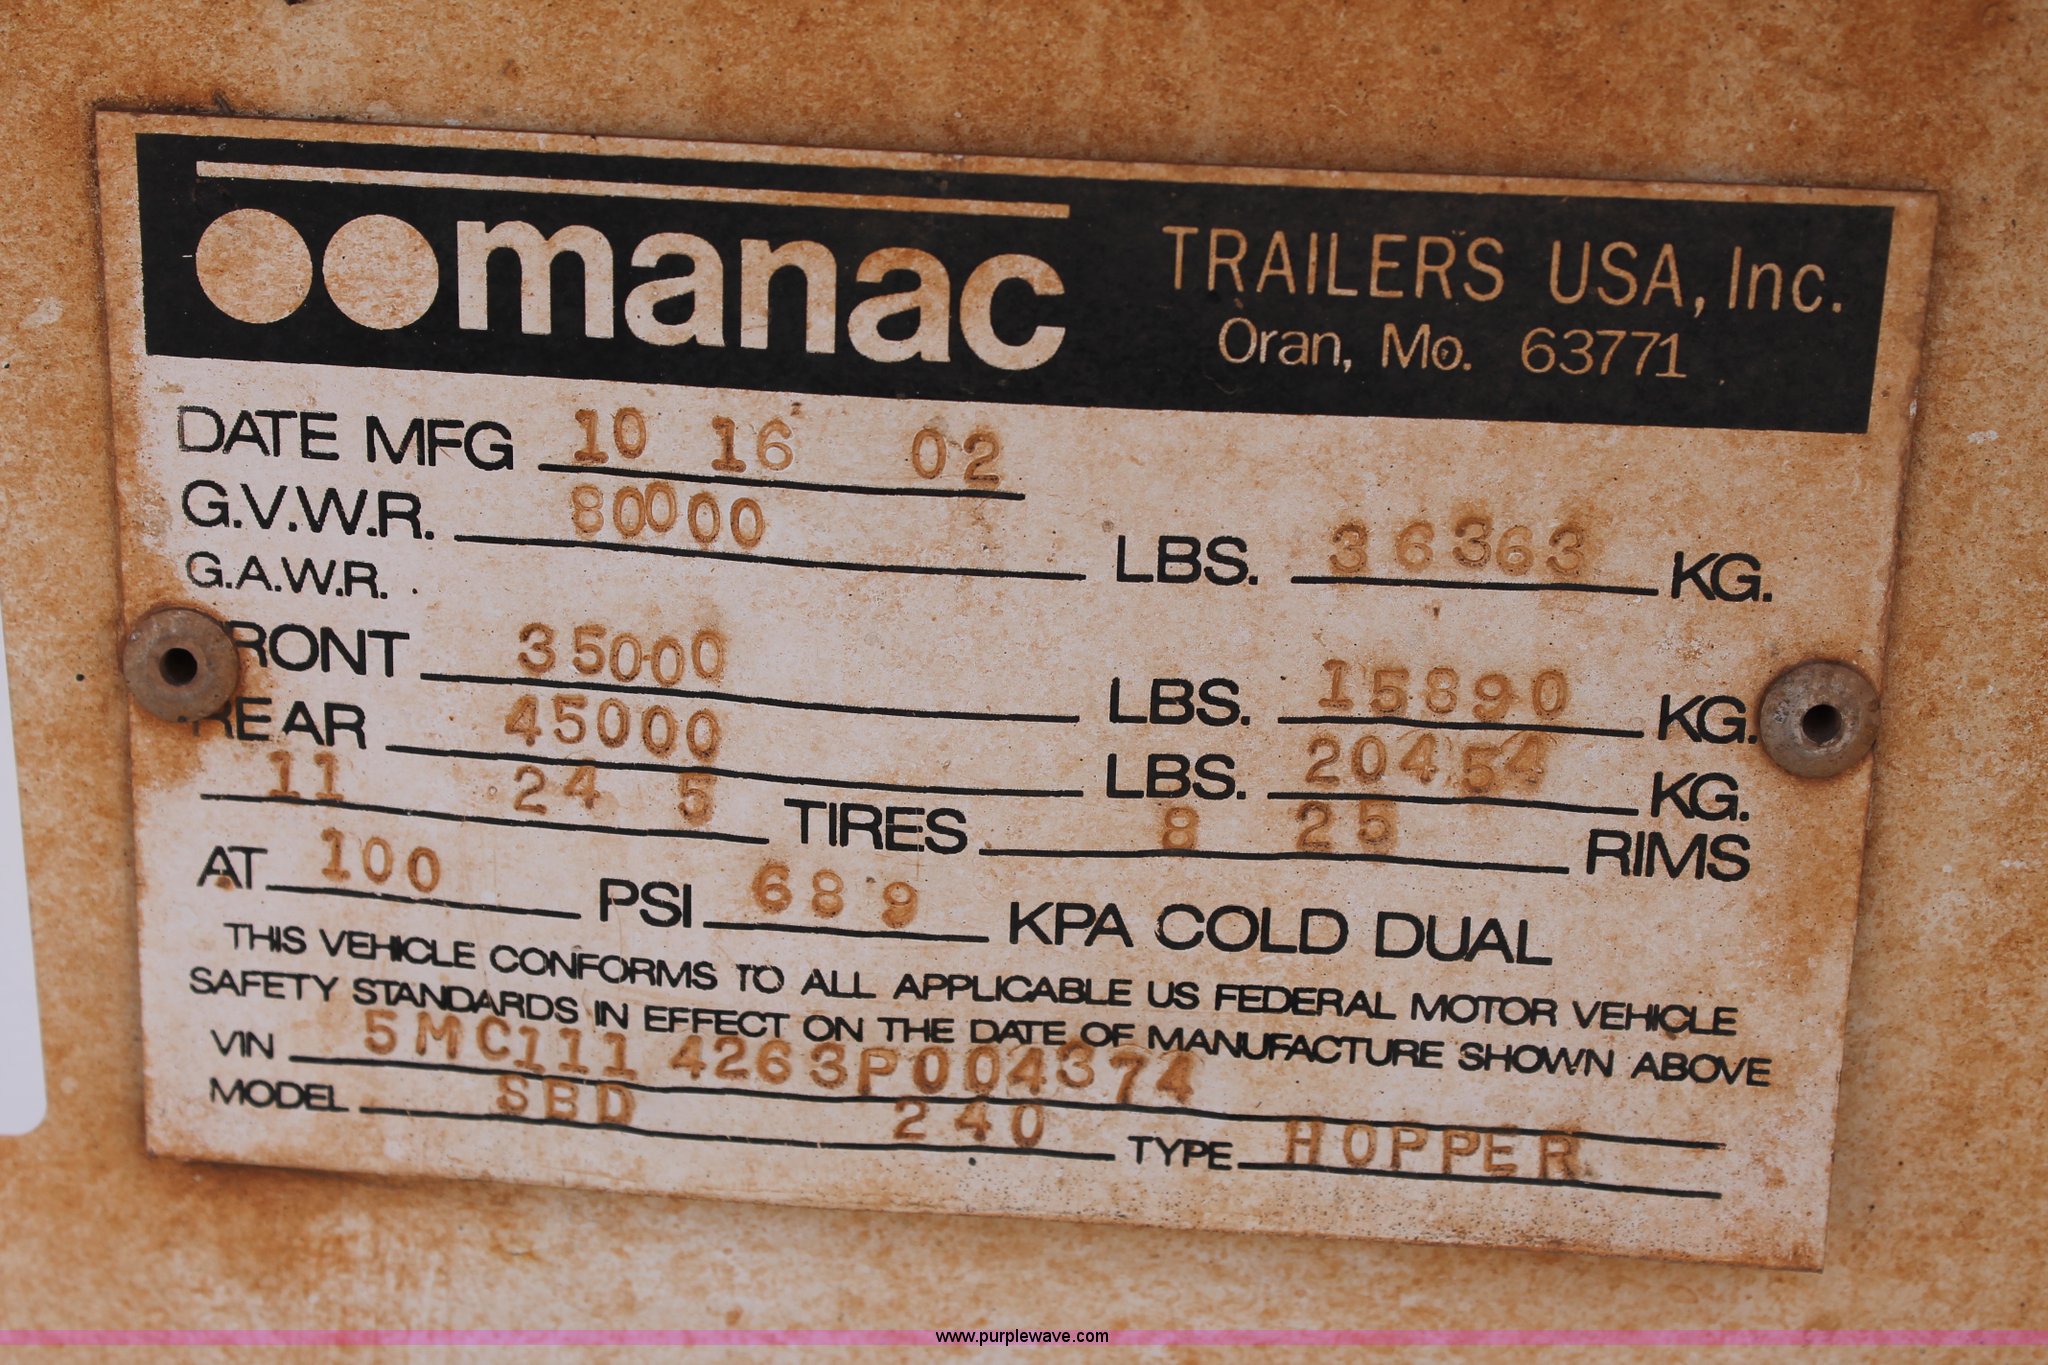 manac TRAILERS USA, Inc.
Oran, Mo. 63771
DATE MFG 10 16 02
G.V.W.R. 80000 LBS. 36363 KG.
G.A.W.R.
FRONT 35000 LBS. 15890 KG.
REAR 45000 LBS. 20454 KG.
11 24 5 TIRES 8 25 RIMS
AT 100 PSI 689 KPA COLD DUAL
THIS VEHICLE CONFORMS TO ALL APPLICABLE US FEDERAL MOTOR VEHICLE
SAFETY STANDARDS IN EFFECT ON THE DATE OF MANUFACTURE SHOWN ABOVE
VIN 5MC1114263P004374
MODEL SBD 240 TYPE HOPPER
www.purplewave.com